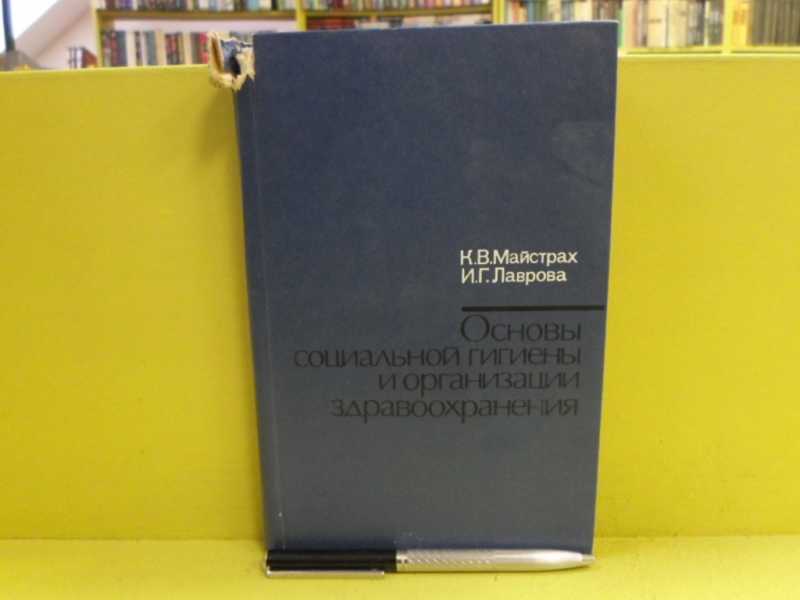 К.В.Майстрах
И.Г.Лаврова
Основы
социальной гигиены
и организации
здравоохранения